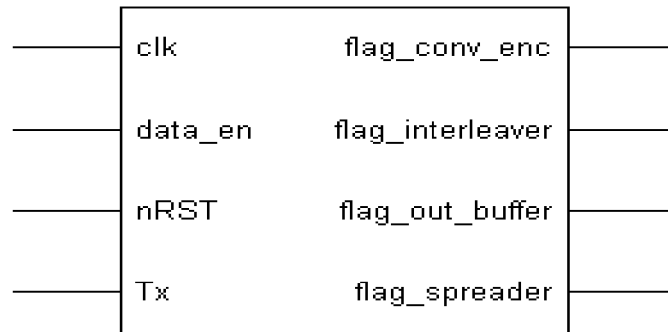 clk flag_conv_enc
data_en flag_interleaver
nRST flag_out_buffer
Tx flag_spreader